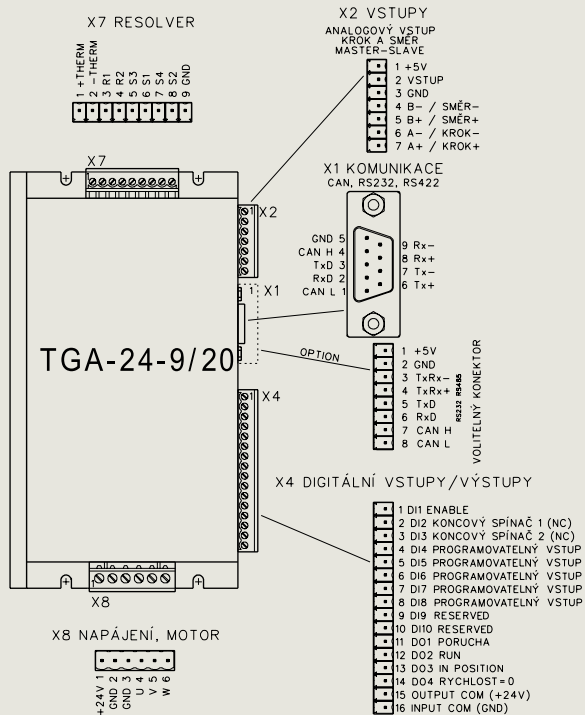 X7 RESOLVER
1 +THERM
2 -THERM
3 R1
4 R2
5 S3
6 S1
7 S4
8 S2
9 GND
X2 VSTUPY
ANALOGOVÝ VSTUP
KROK A SMĚR
MASTER-SLAVE
1 +5V
2 VSTUP
3 GND
4 B- / SMĚR-
5 B+ / SMĚR+
6 A- / KROK-
7 A+ / KROK+
X1 KOMUNIKACE
CAN, RS232, RS422
GND 5
CAN H 4
TxD 3
RxD 2
CAN L 1
9 Rx-
8 Rx+
7 Tx-
6 Tx+
X7
1
X2
1
X1
1
TGA-24-9/20
OPTION
1 +5V
2 GND
3 TxRx-
4 TxRx+
5 TxD
6 RxD
7 CAN H
8 CAN L
RS232 RS485
VOLITELNÝ KONEKTOR
X4
1
X4 DIGITÁLNÍ VSTUPY/VÝSTUPY
1 DI1 ENABLE
2 DI2 KONCOVÝ SPÍNAČ 1 (NC)
3 DI3 KONCOVÝ SPÍNAČ 2 (NC)
4 DI4 PROGRAMOVATELNÝ VSTUP
5 DI5 PROGRAMOVATELNÝ VSTUP
6 DI6 PROGRAMOVATELNÝ VSTUP
7 DI7 PROGRAMOVATELNÝ VSTUP
8 DI8 PROGRAMOVATELNÝ VSTUP
9 DI9 RESERVED
10 DI10 RESERVED
11 DO1 PORUCHA
12 DO2 RUN
13 DO3 IN POSITION
14 DO4 RYCHLOST=0
15 OUTPUT COM (+24V)
16 INPUT COM (GND)
1
X8
X8 NAPÁJENÍ, MOTOR
+24V 1
GND 2
GND 3
U 4
V 5
W 6